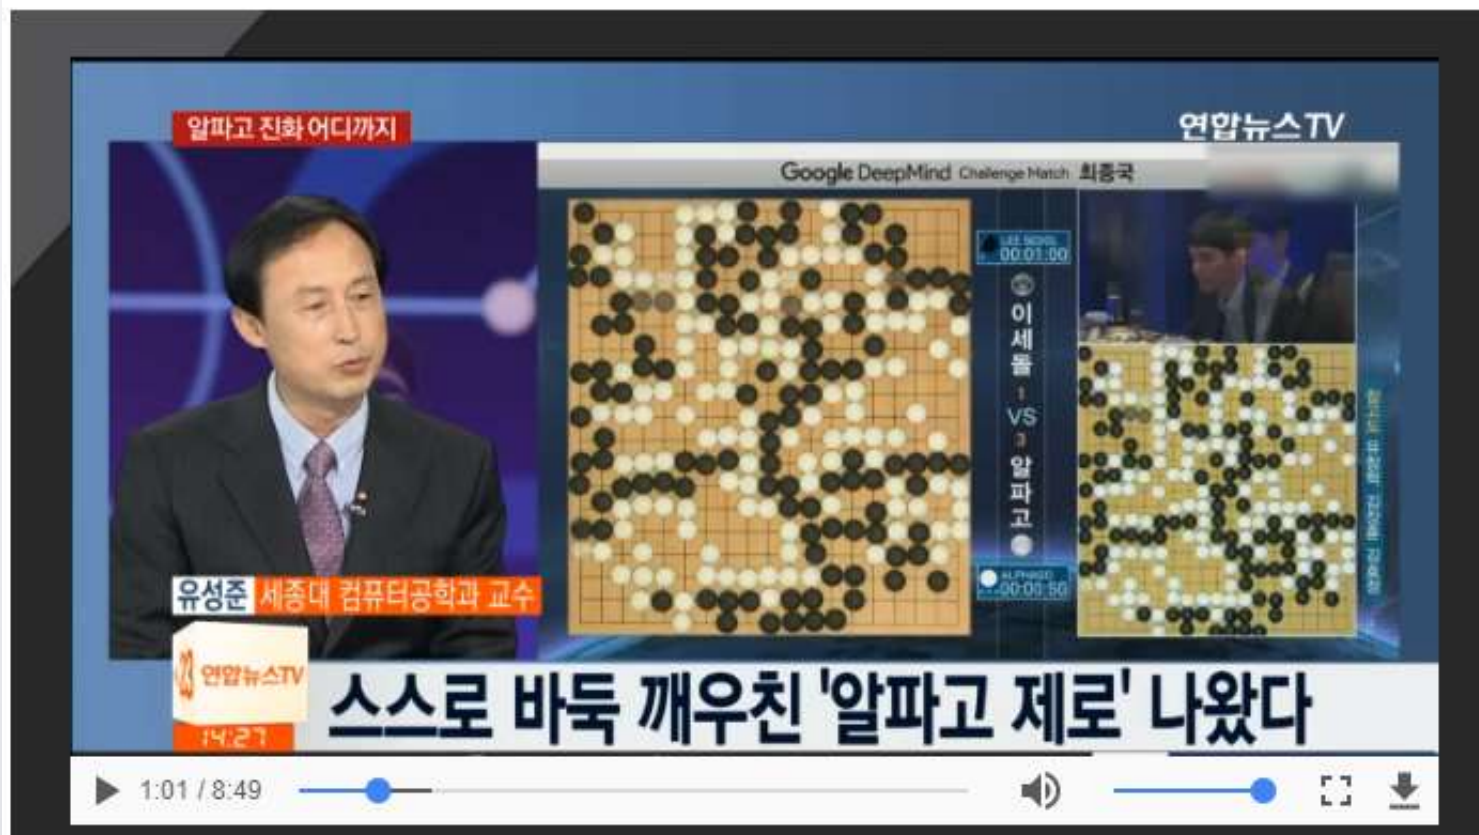 알파고 진화 어디까지
연합뉴스TV
Google DeepMind Challenge Match 최종국
LEE SEDOL
00:01:00
이세돌
1
VS
3
알파고
ALPHAGO
00:00:50
유성준 세종대 컴퓨터공학과 교수
23 연합뉴스TV
14:27
스스로 바둑 깨우친 '알파고 제로' 나왔다
1:01 / 8:49